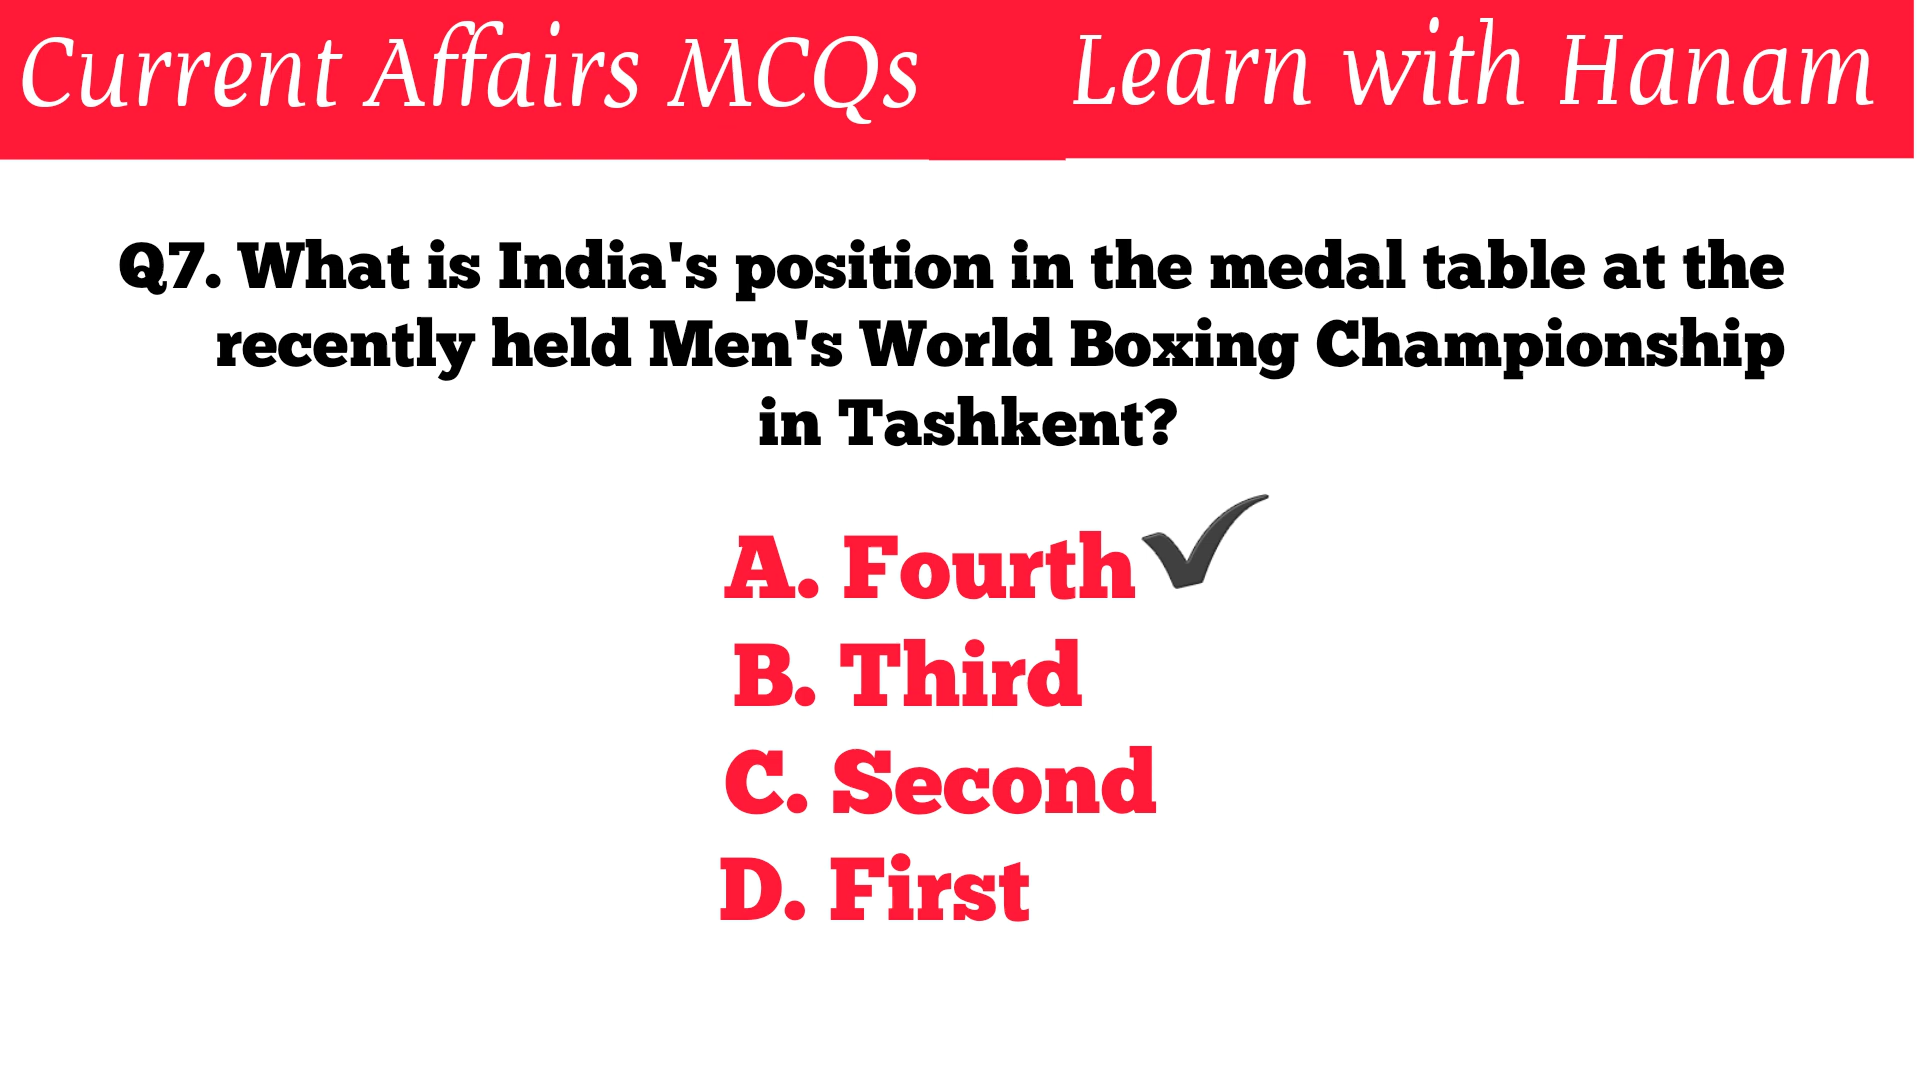 Current Affairs MCQs
Learn with Hanam
Q7. What is India's position in the medal table at the
recently held Men's World Boxing Championship
in Tashkent?
A. Fourth
B. Third
C. Second
D. First